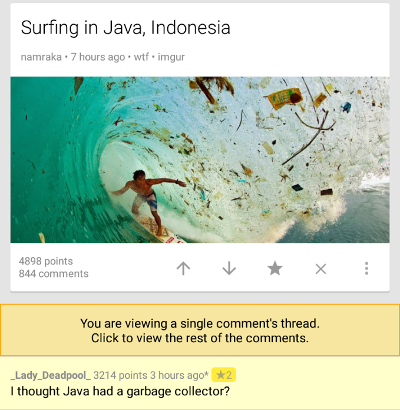 Surfing in Java, Indonesia
namraka • 7 hours ago • wtf • imgur
4898 points
844 comments
You are viewing a single comment's thread.
Click to view the rest of the comments.
_Lady_Deadpool_ 3214 points 3 hours ago* ★2
I thought Java had a garbage collector?